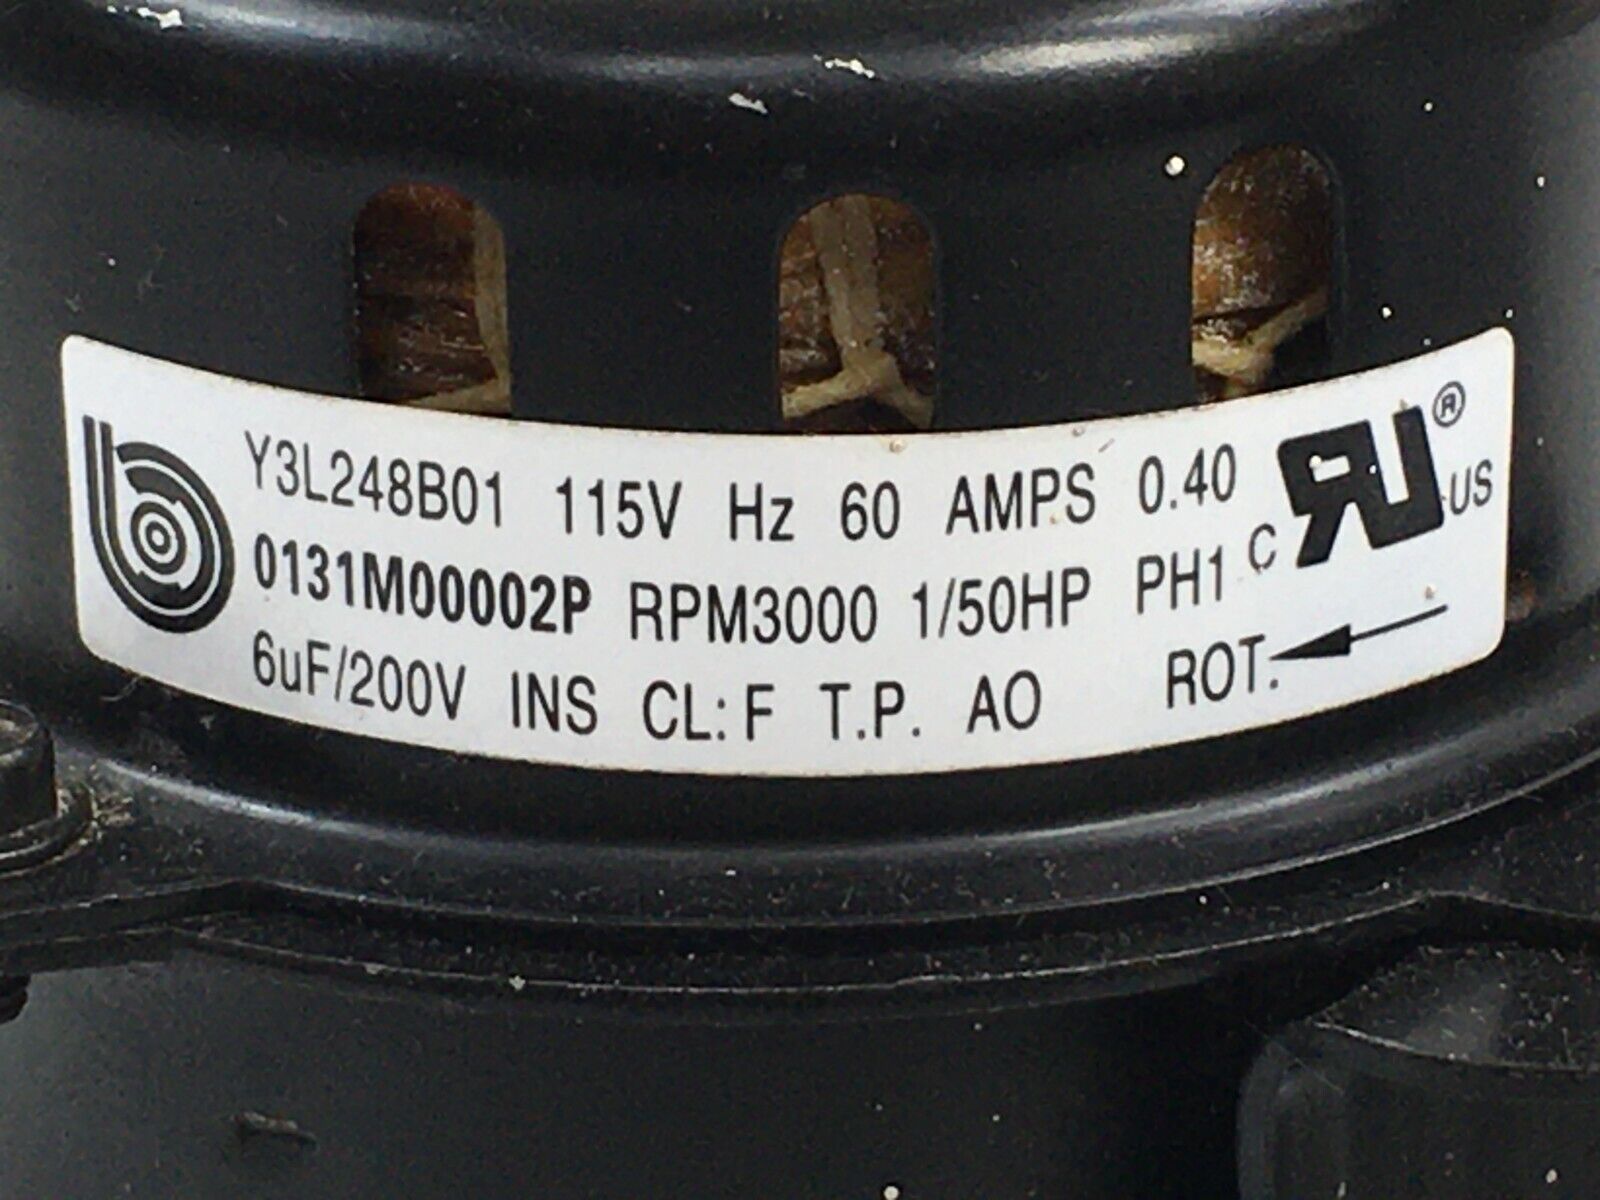 Y3L248B01 115V Hz 60 AMPS 0.40
0131M00002P RPM3000 1/50HP PH1
6uF/200V INS CL: F T.P. AO ROT.
C RU® US